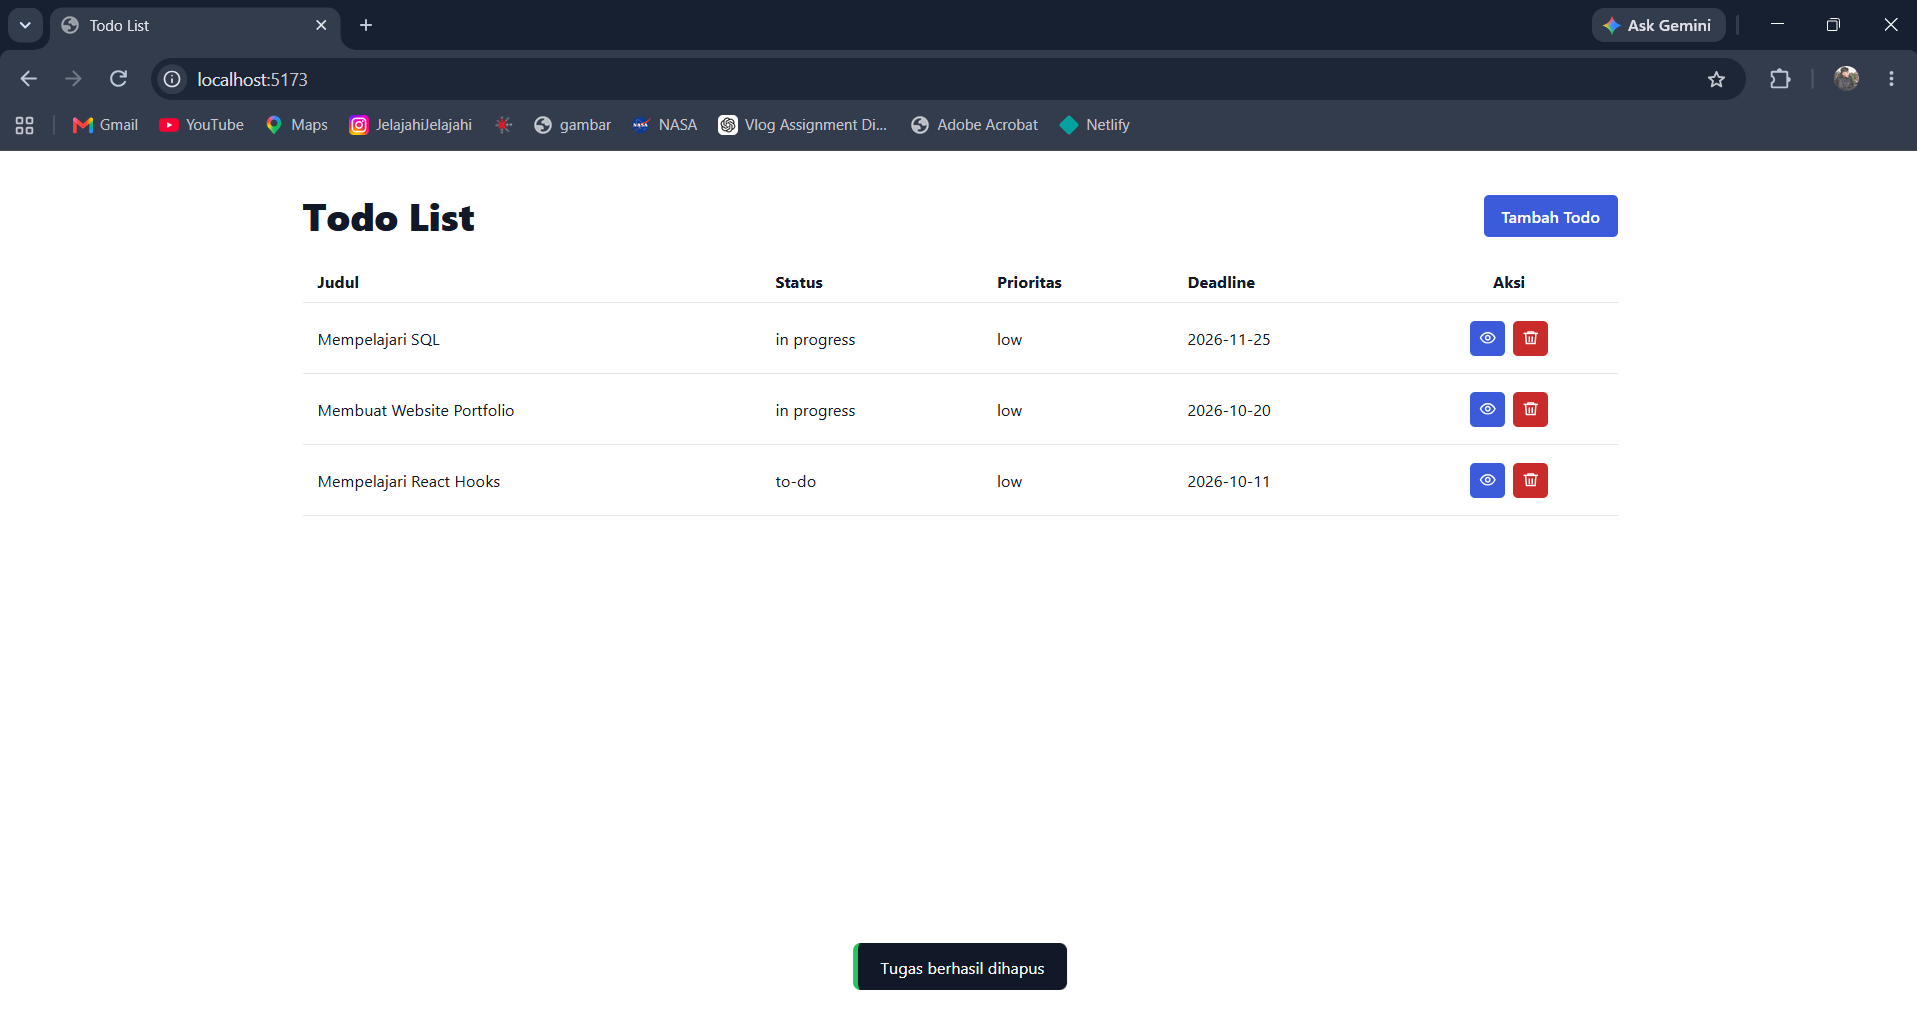 Todo List
Ask Gemini
localhost:5173
Gmail YouTube Maps JelajahiJelajahi gambar NASA Vlog Assignment Di... Adobe Acrobat Netlify
Todo List
Tambah Todo
Judul Status Prioritas Deadline Aksi
Mempelajari SQL in progress low 2026-11-25
Membuat Website Portfolio in progress low 2026-10-20
Mempelajari React Hooks to-do low 2026-10-11
Tugas berhasil dihapus